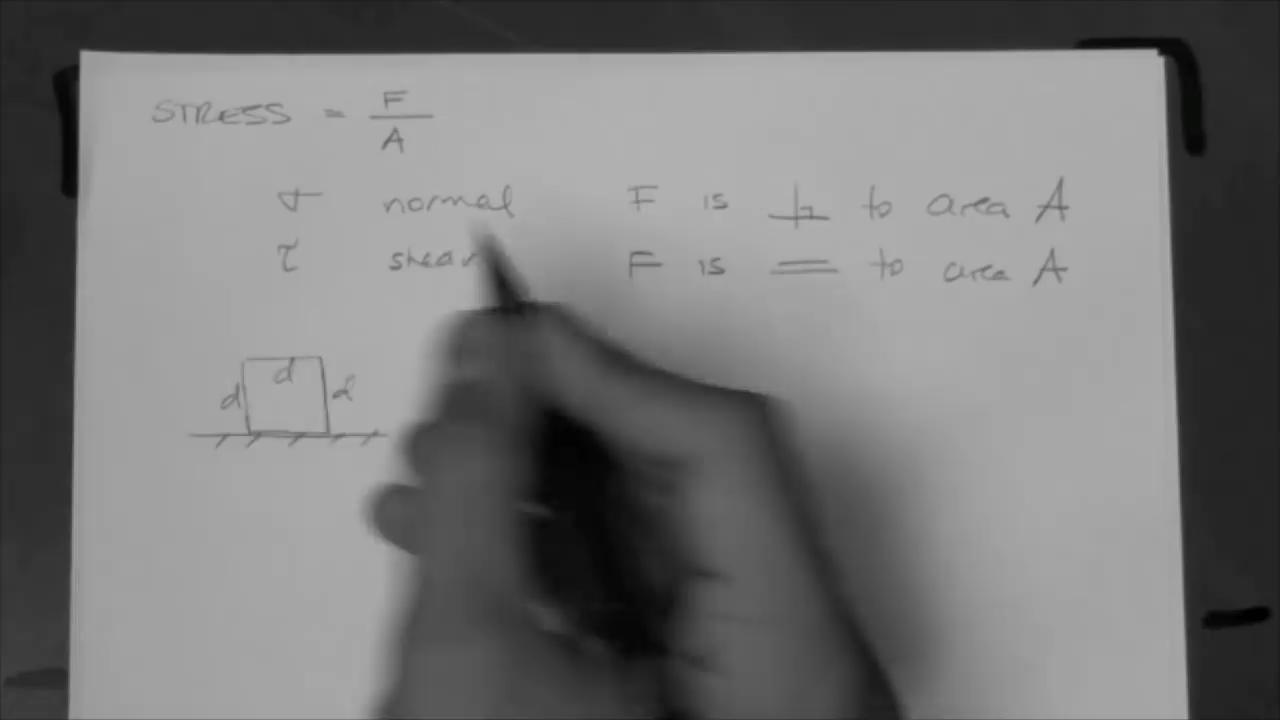 STRESS = F / A
σ normal F is ⊥ to area A
τ shear F is = to area A
d
d d